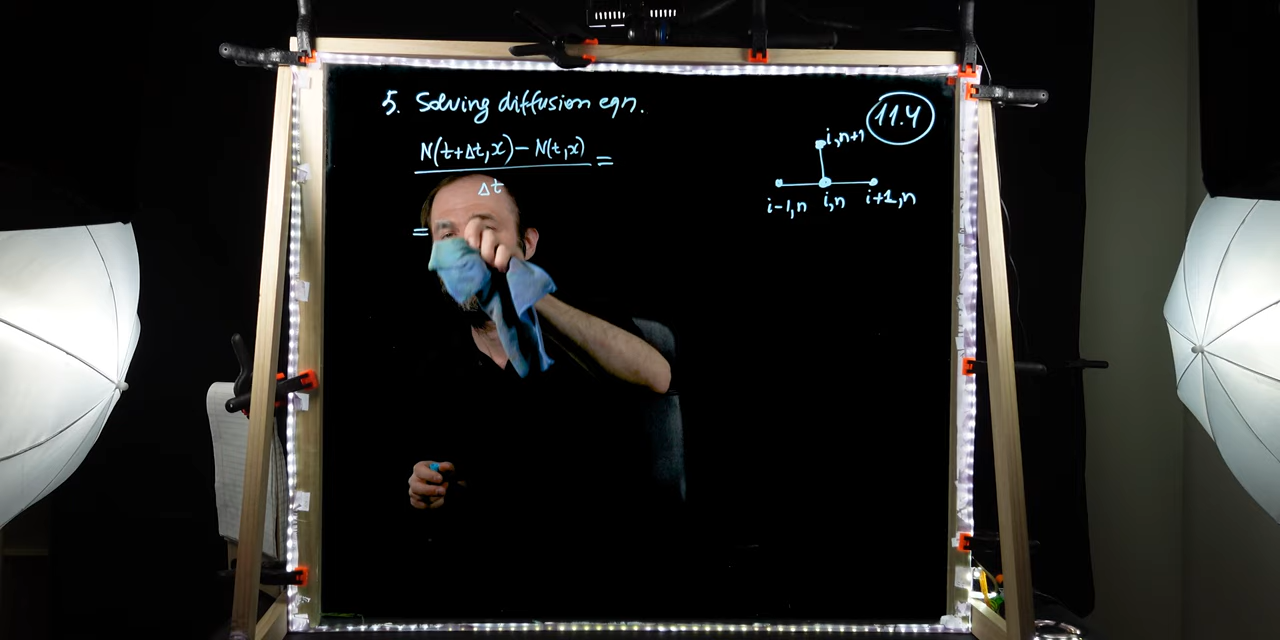 5. Solving diffusion eqn.
11.4
N(t+Δt,x) − N(t,x)
=
Δt
=
i,n+1
i−1,n i,n i+1,n